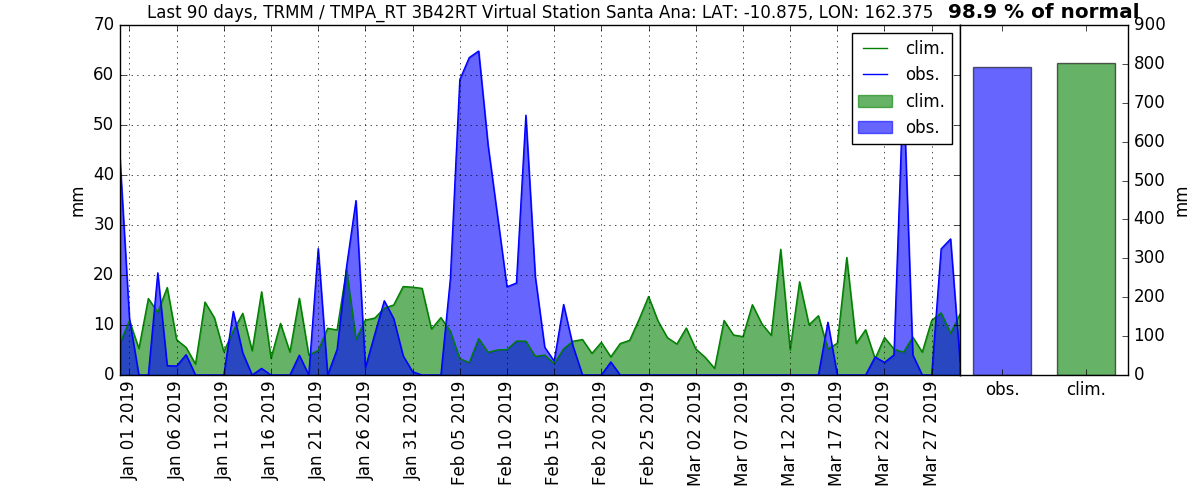 Last 90 days, TRMM / TMPA_RT 3B42RT Virtual Station Santa Ana: LAT: -10.875, LON: 162.375 98.9 % of normal
70
60
50
40
30
20
10
0
mm
clim.
obs.
clim.
obs.
900
800
700
600
500
400
300
200
100
0
mm
Jan 01 2019
Jan 06 2019
Jan 11 2019
Jan 16 2019
Jan 21 2019
Jan 26 2019
Jan 31 2019
Feb 05 2019
Feb 10 2019
Feb 15 2019
Feb 20 2019
Feb 25 2019
Mar 02 2019
Mar 07 2019
Mar 12 2019
Mar 17 2019
Mar 22 2019
Mar 27 2019
obs.
clim.